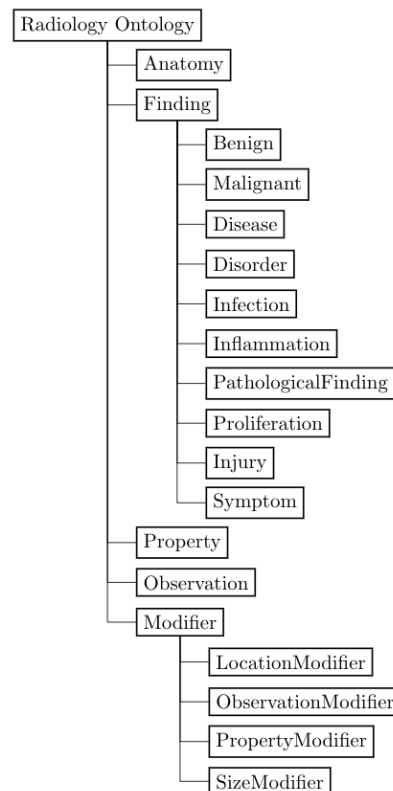 Radiology Ontology
Anatomy
Finding
Benign
Malignant
Disease
Disorder
Infection
Inflammation
PathologicalFinding
Proliferation
Injury
Symptom
Property
Observation
Modifier
LocationModifier
ObservationModifier
PropertyModifier
SizeModifier